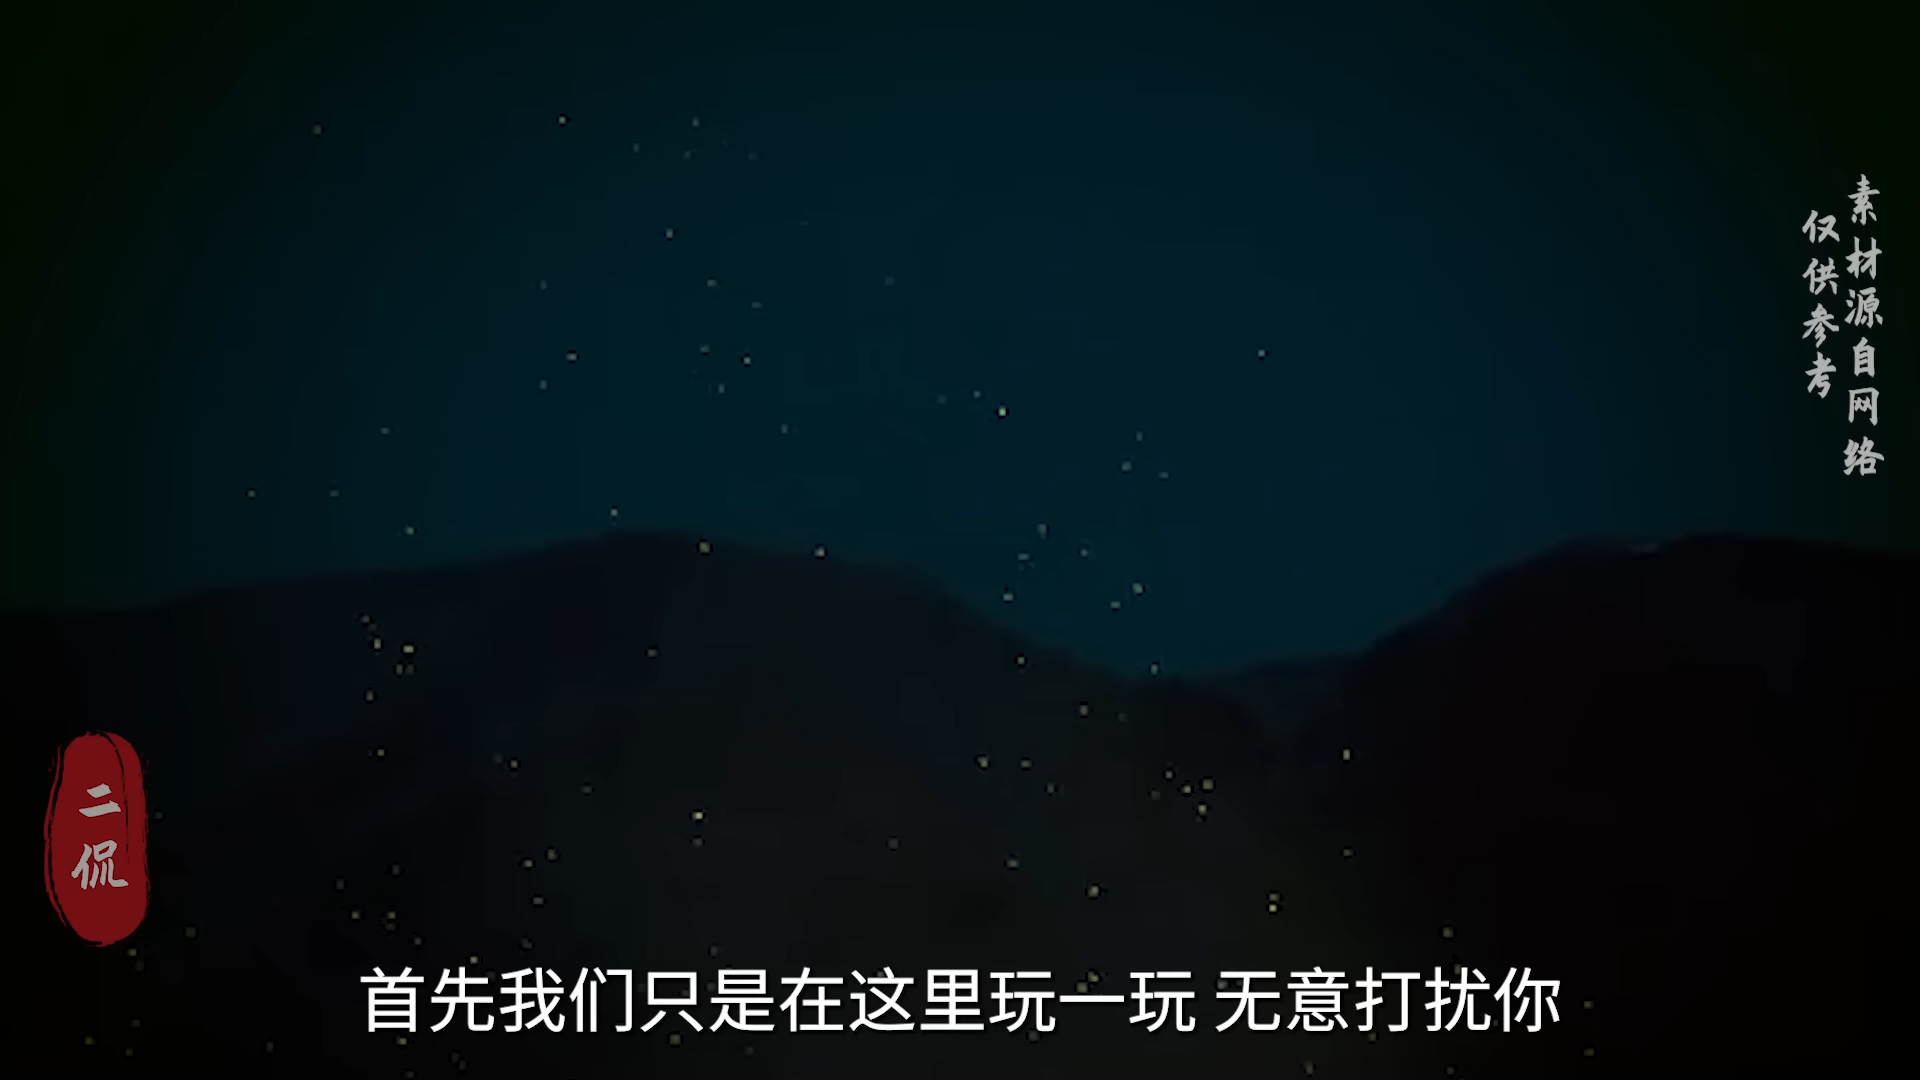 素材源自网络
仅供参考
二侃
首先我们只是在这里玩一玩 无意打扰你